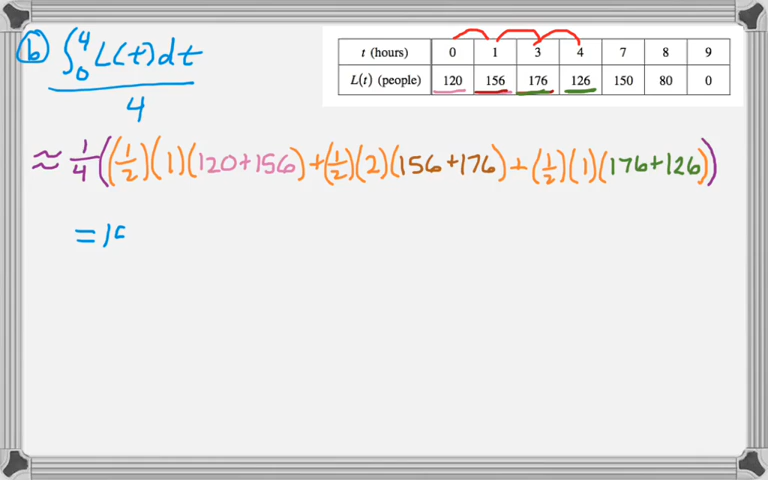 b ∫₀⁴ L(t)dt / 4
t (hours) 0 1 3 4 7 8 9
L(t) (people) 120 156 176 126 150 80 0
≈ 1/4((1/2)(1)(120+156)+(1/2)(2)(156+176)+(1/2)(1)(176+126))
= 1